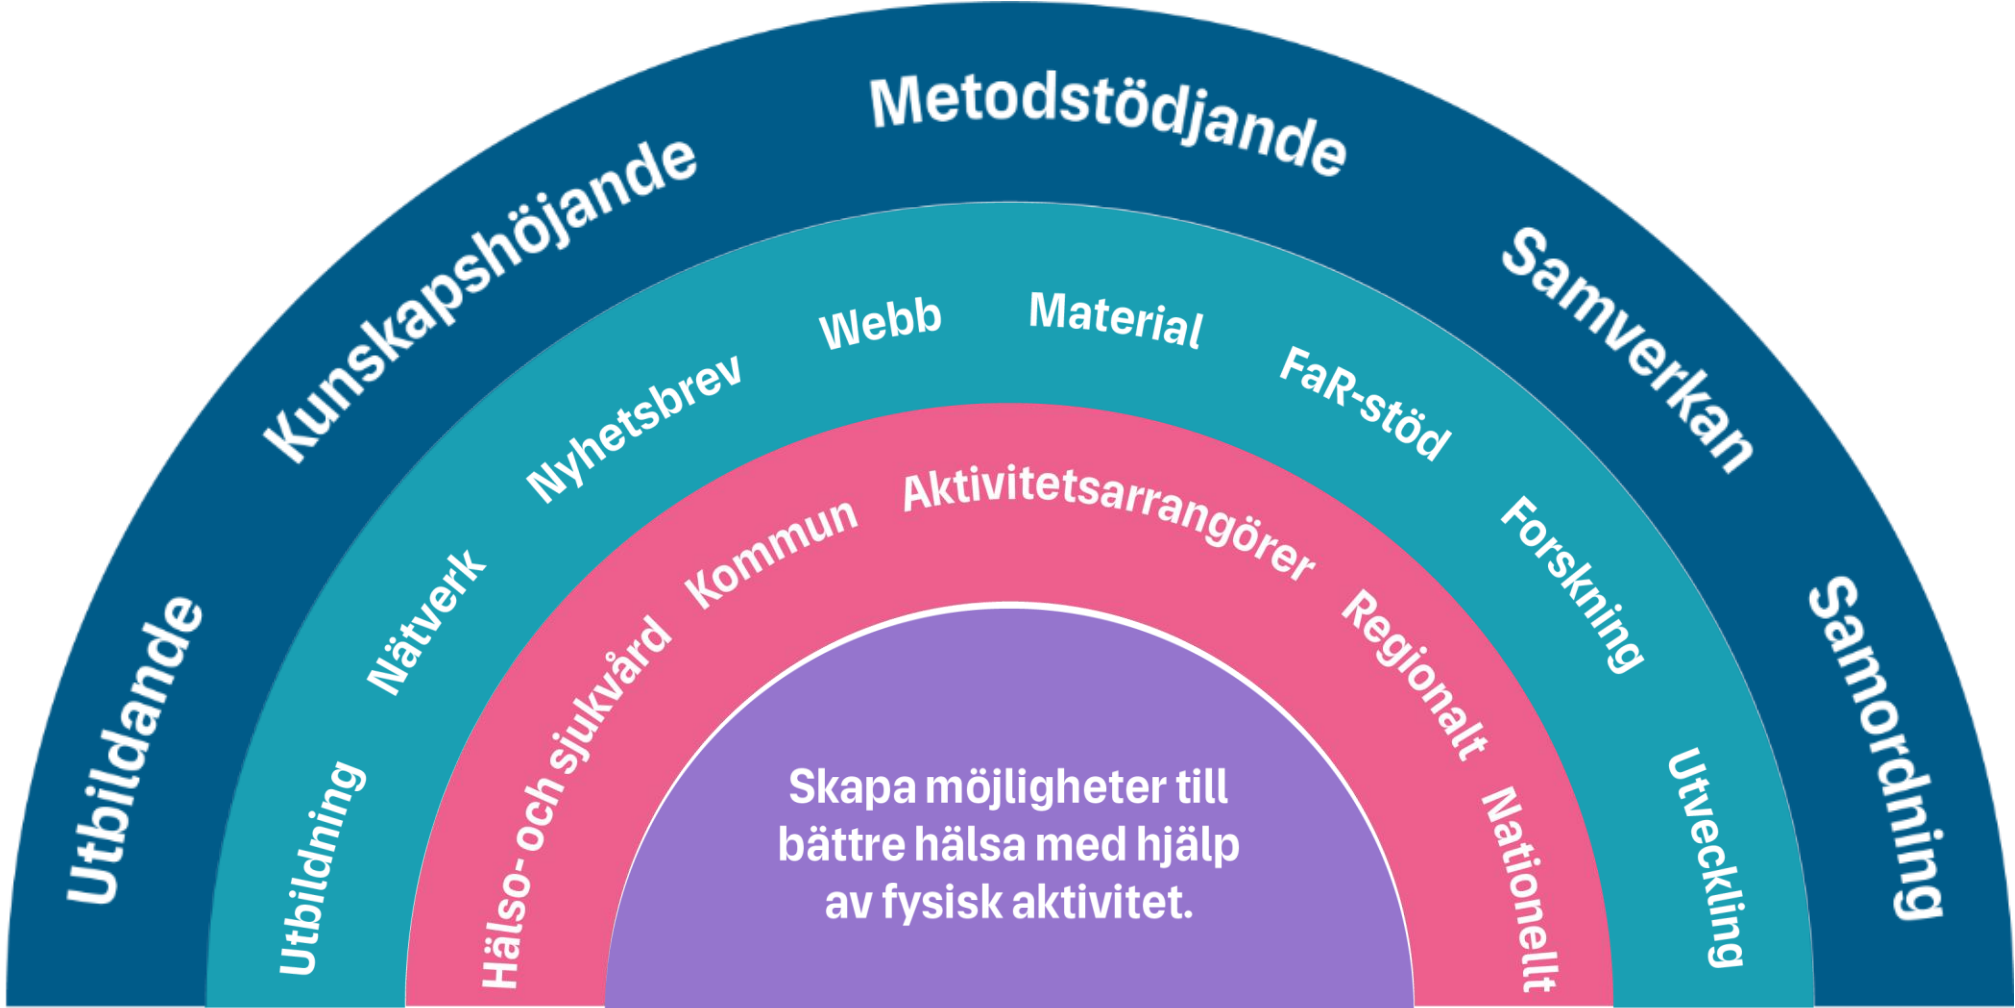 Utbildande
Kunskapshöjande
Metodstödjande
Samverkan
Samordning
Utbildning
Nätverk
Nyhetsbrev
Webb
Material
FaR-stöd
Forskning
Utveckling
Hälso- och sjukvård
Kommun
Aktivitetsarrangörer
Regionalt
Nationellt
Skapa möjligheter till
bättre hälsa med hjälp
av fysisk aktivitet.